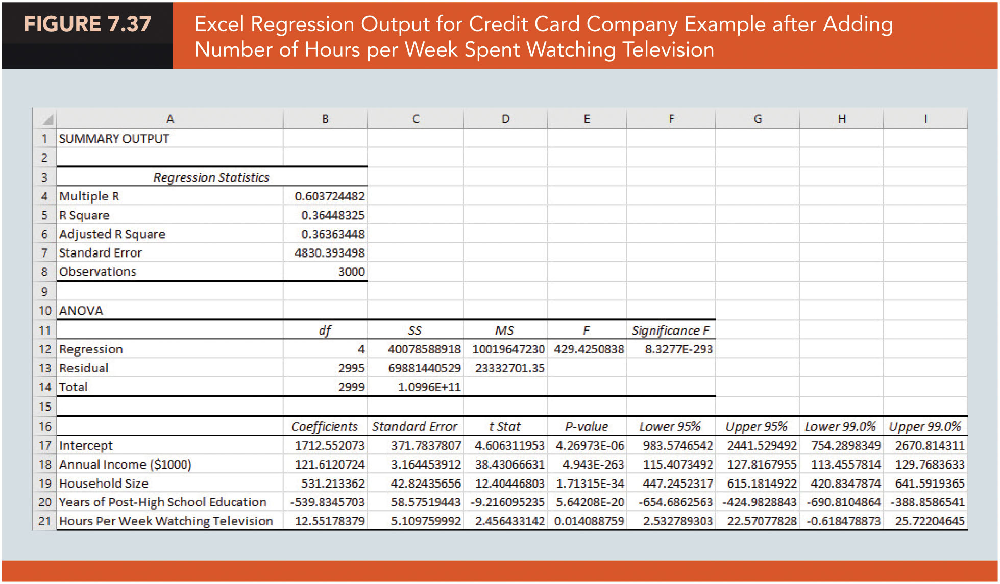 FIGURE 7.37
Excel Regression Output for Credit Card Company Example after Adding
Number of Hours per Week Spent Watching Television
A B C D E F G H I
1 SUMMARY OUTPUT
2
3 Regression Statistics
4 Multiple R 0.603724482
5 R Square 0.36448325
6 Adjusted R Square 0.36363448
7 Standard Error 4830.393498
8 Observations 3000
9
10 ANOVA
11 df SS MS F Significance F
12 Regression 4 40078588918 10019647230 429.4250838 8.3277E-293
13 Residual 2995 69881440529 23332701.35
14 Total 2999 1.0996E+11
15
16 Coefficients Standard Error t Stat P-value Lower 95% Upper 95% Lower 99.0% Upper 99.0%
17 Intercept 1712.552073 371.7837807 4.606311953 4.26973E-06 983.5746542 2441.529492 754.2898349 2670.814311
18 Annual Income ($1000) 121.6120724 3.164453912 38.43066631 4.943E-263 115.4073492 127.8167955 113.4557814 129.7683633
19 Household Size 531.213362 42.82435656 12.40446803 1.71315E-34 447.2452317 615.1814922 420.8347874 641.5919365
20 Years of Post-High School Education -539.8345703 58.57519443 -9.216095235 5.64208E-20 -654.6862563 -424.9828843 -690.8104864 -388.8586541
21 Hours Per Week Watching Television 12.55178379 5.109759992 2.456433142 0.014088759 2.532789303 22.57077828 -0.618478873 25.72204645